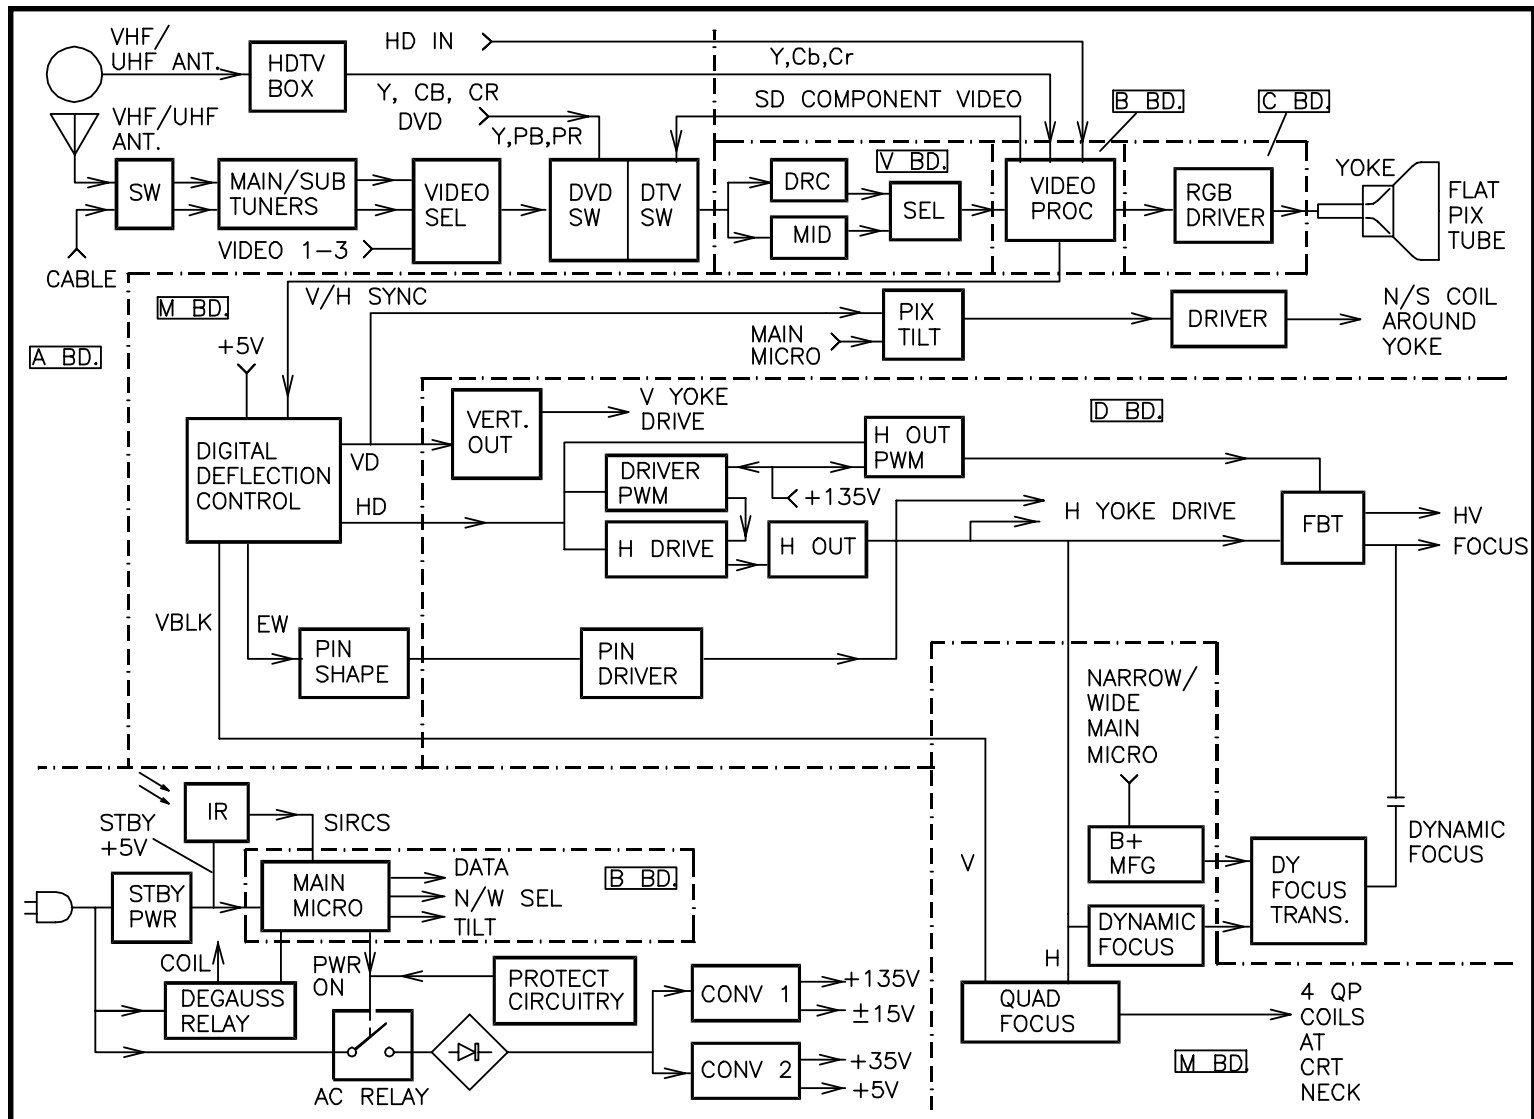 VHF/
UHF ANT.
HDTV
BOX
HD IN
Y,Cb,Cr
Y, CB, CR
DVD
Y,PB,PR
SD COMPONENT VIDEO
B BD.
C BD.
VHF/UHF
ANT.
SW
MAIN/SUB
TUNERS
VIDEO
SEL
DVD
SW
DTV
SW
DRC
MID
V BD.
SEL
VIDEO
PROC
RGB
DRIVER
YOKE
FLAT
PIX
TUBE
VIDEO 1-3
CABLE
M BD.
V/H SYNC
A BD.
+5V
MAIN
MICRO
PIX
TILT
DRIVER
N/S COIL
AROUND
YOKE
DIGITAL
DEFLECTION
CONTROL
VD
HD
VERT.
OUT
V YOKE
DRIVE
D BD.
H OUT
PWM
DRIVER
PWM
+135V
H DRIVE
H OUT
H YOKE DRIVE
FBT
HV
FOCUS
VBLK
EW
PIN
SHAPE
PIN
DRIVER
NARROW/
WIDE
MAIN
MICRO
IR
SIRCS
STBY
+5V
STBY
PWR
MAIN
MICRO
DATA
N/W SEL
TILT
B BD.
V
B+
MFG
DY
FOCUS
TRANS.
DYNAMIC
FOCUS
DYNAMIC
FOCUS
H
COIL
DEGAUSS
RELAY
PWR
ON
PROTECT
CIRCUITRY
AC RELAY
CONV 1
+135V
±15V
CONV 2
+35V
+5V
QUAD
FOCUS
4 QP
COILS
AT
CRT
NECK
M BD.